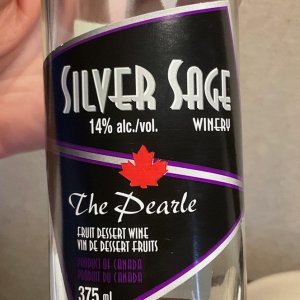 SILVER SAGE
14% alc./vol. WINERY
The Pearle
FRUIT DESSERT WINE
VIN DE DESSERT FRUITS
PRODUCT OF CANADA
PRODUIT DU CANADA
375 ml